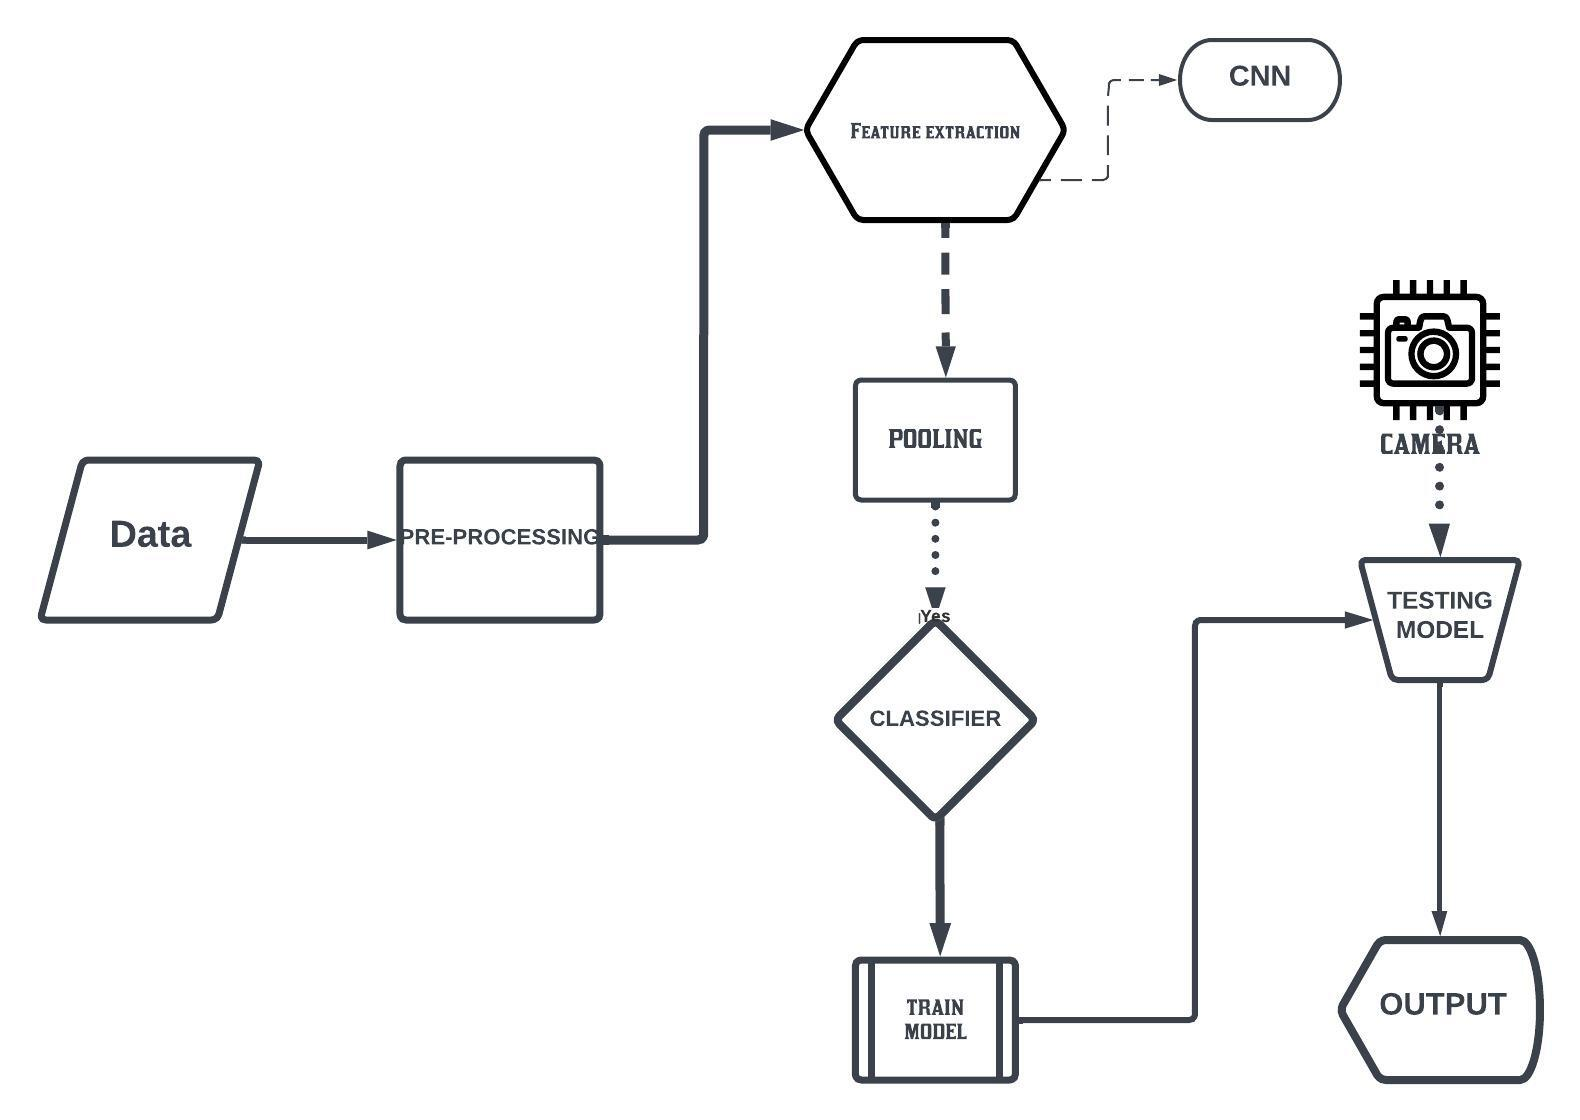 CNN
FEATURE EXTRACTION
POOLING
CAMERA
Data
PRE-PROCESSING
Yes
TESTING
MODEL
CLASSIFIER
TRAIN
MODEL
OUTPUT